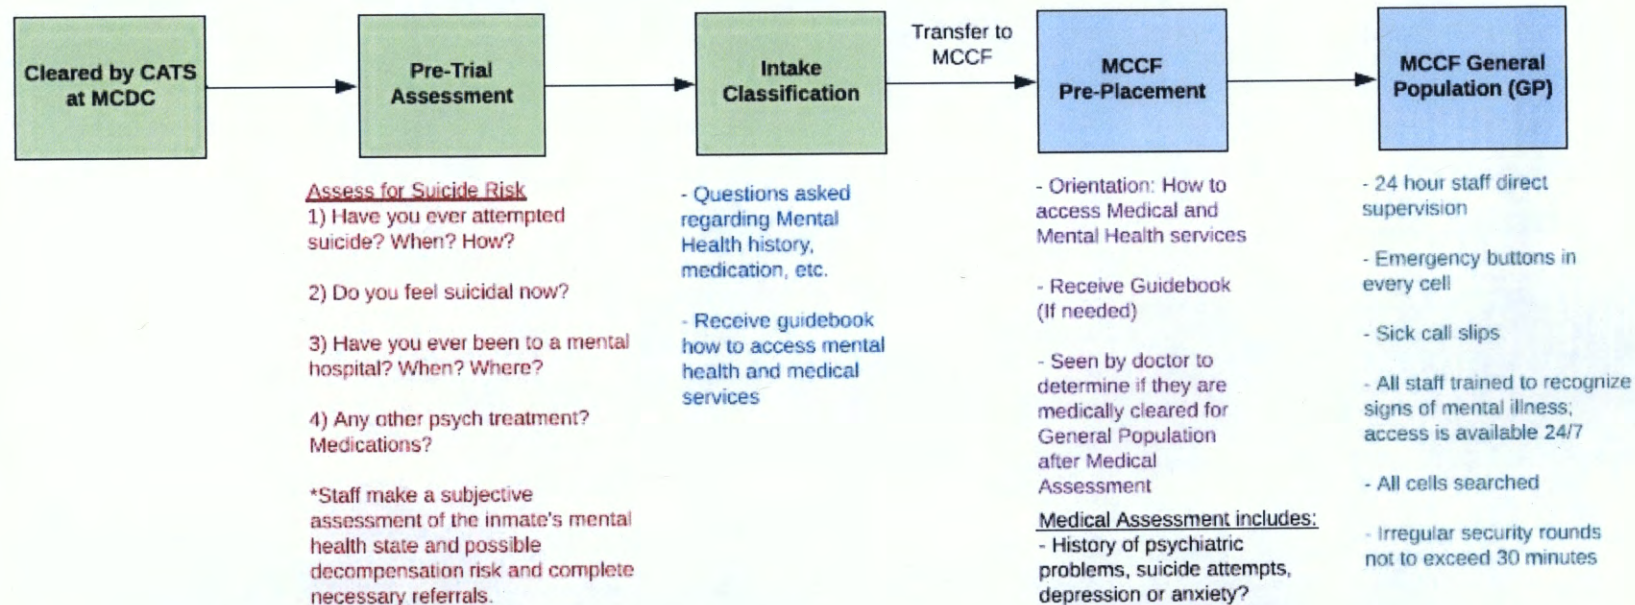 Cleared by CATS
at MCDC
Pre-Trial
Assessment
Intake
Classification
Transfer to
MCCF
MCCF
Pre-Placement
MCCF General
Population (GP)
Assess for Suicide Risk
1) Have you ever attempted
suicide? When? How?
2) Do you feel suicidal now?
3) Have you ever been to a mental
hospital? When? Where?
4) Any other psych treatment?
Medications?
*Staff make a subjective
assessment of the inmate's mental
health state and possible
decompensation risk and complete
necessary referrals.
- Questions asked
regarding Mental
Health history,
medication, etc.
- Receive guidebook
how to access mental
health and medical
services
- Orientation: How to
access Medical and
Mental Health services
- Receive Guidebook
(If needed)
- Seen by doctor to
determine if they are
medically cleared for
General Population
after Medical
Assessment
Medical Assessment includes:
- History of psychiatric
problems, suicide attempts,
depression or anxiety?
- 24 hour staff direct
supervision
- Emergency buttons in
every cell
- Sick call slips
- All staff trained to recognize
signs of mental illness;
access is available 24/7
- All cells searched
- Irregular security rounds
not to exceed 30 minutes